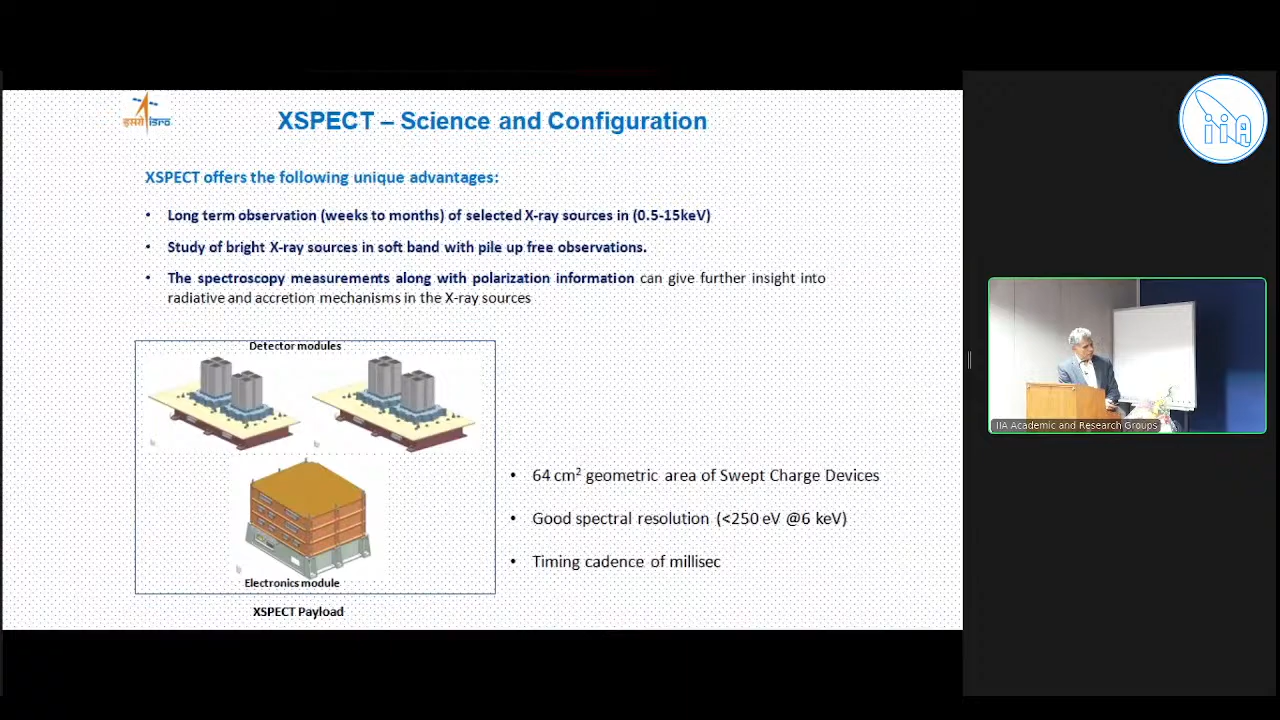 इसरो isro
XSPECT – Science and Configuration
IIA
XSPECT offers the following unique advantages:
• Long term observation (weeks to months) of selected X-ray sources in (0.5-15keV)
• Study of bright X-ray sources in soft band with pile up free observations.
• The spectroscopy measurements along with polarization information can give further insight into
radiative and accretion mechanisms in the X-ray sources
Detector modules
Electronics module
XSPECT Payload
• 64 cm² geometric area of Swept Charge Devices
• Good spectral resolution (<250 eV @6 keV)
• Timing cadence of millisec
IIA Academic and Research Groups